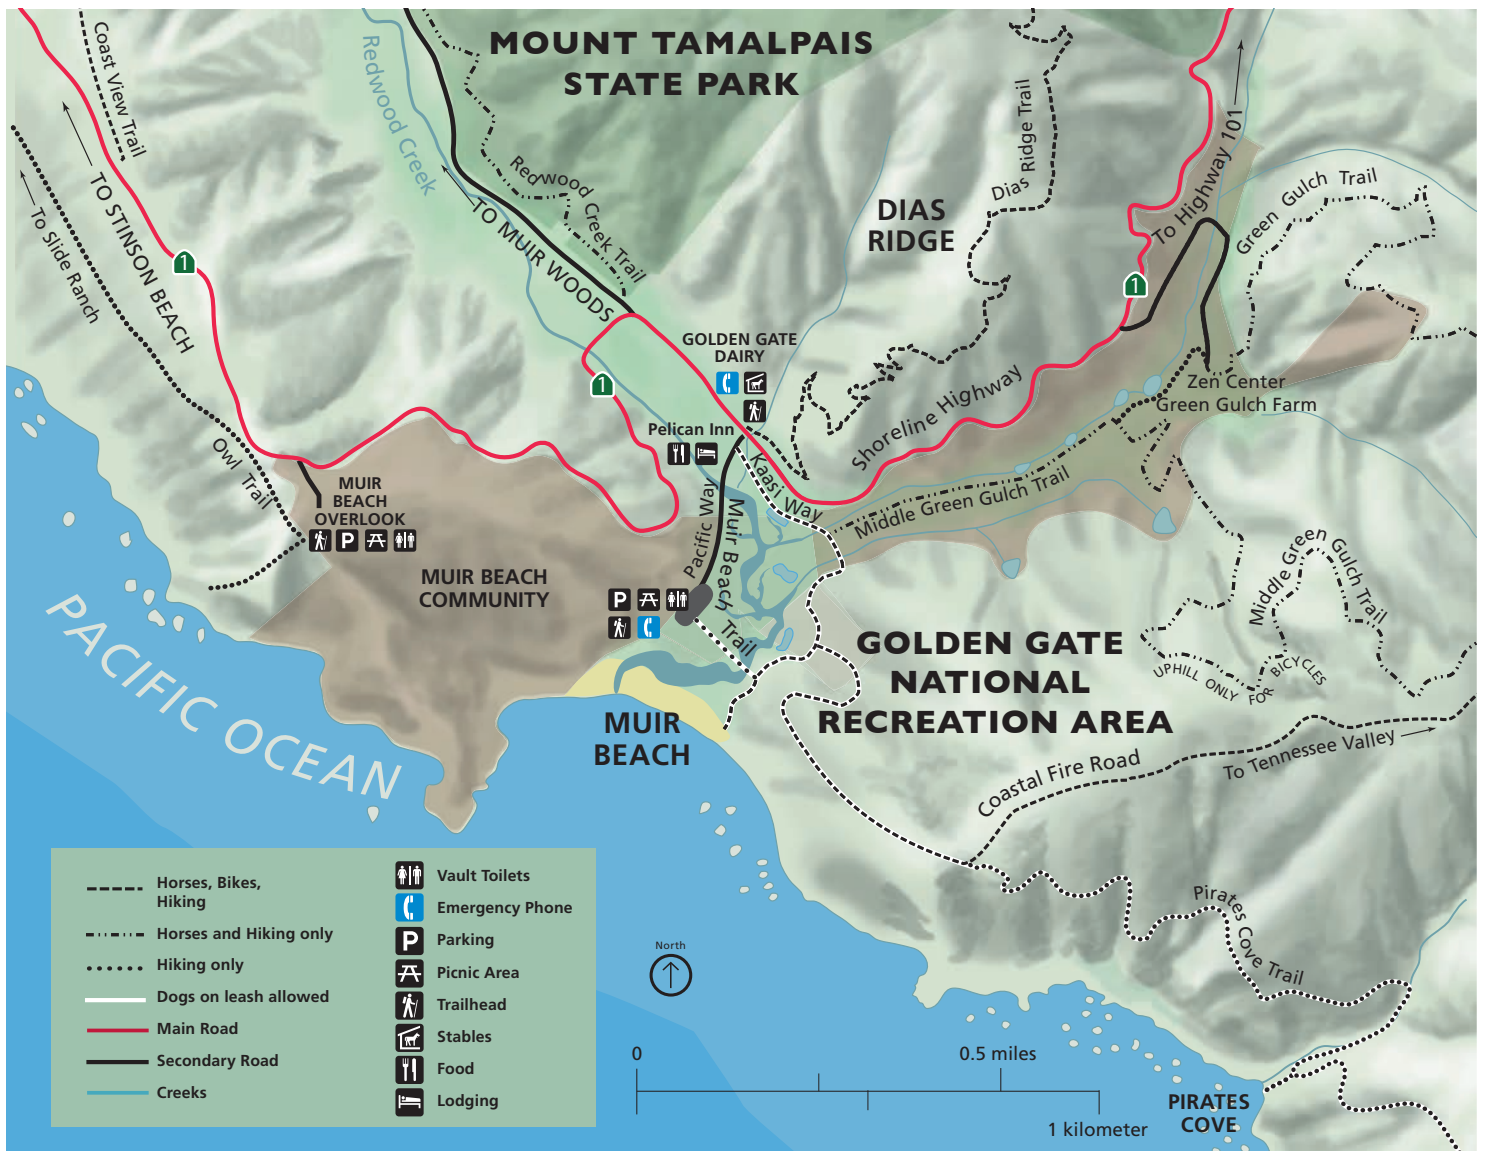 MOUNT TAMALPAIS
STATE PARK
Coast View Trail
Redwood Creek
Redwood Creek Trail
TO MUIR WOODS
TO STINSON BEACH
To Slide Ranch
1
DIAS
RIDGE
Dias Ridge Trail
To Highway 101
1
Green Gulch Trail
GOLDEN GATE
DAIRY
1
Pelican Inn
Shoreline Highway
Zen Center
Green Gulch Farm
Owl Trail
MUIR
BEACH
OVERLOOK
P
Kaasi Way
Pacific Way
Muir Beach Trail
Middle Green Gulch Trail
MUIR BEACH
COMMUNITY
P
Middle Green Gulch Trail
UPHILL ONLY FOR BICYCLES
GOLDEN GATE
NATIONAL
RECREATION AREA
MUIR
BEACH
PACIFIC OCEAN
Coastal Fire Road
To Tennessee Valley
Pirates Cove Trail
PIRATES
COVE
Horses, Bikes,
Hiking
Horses and Hiking only
Hiking only
Dogs on leash allowed
Main Road
Secondary Road
Creeks
Vault Toilets
Emergency Phone
P Parking
Picnic Area
Trailhead
Stables
Food
Lodging
North
0
0.5 miles
1 kilometer